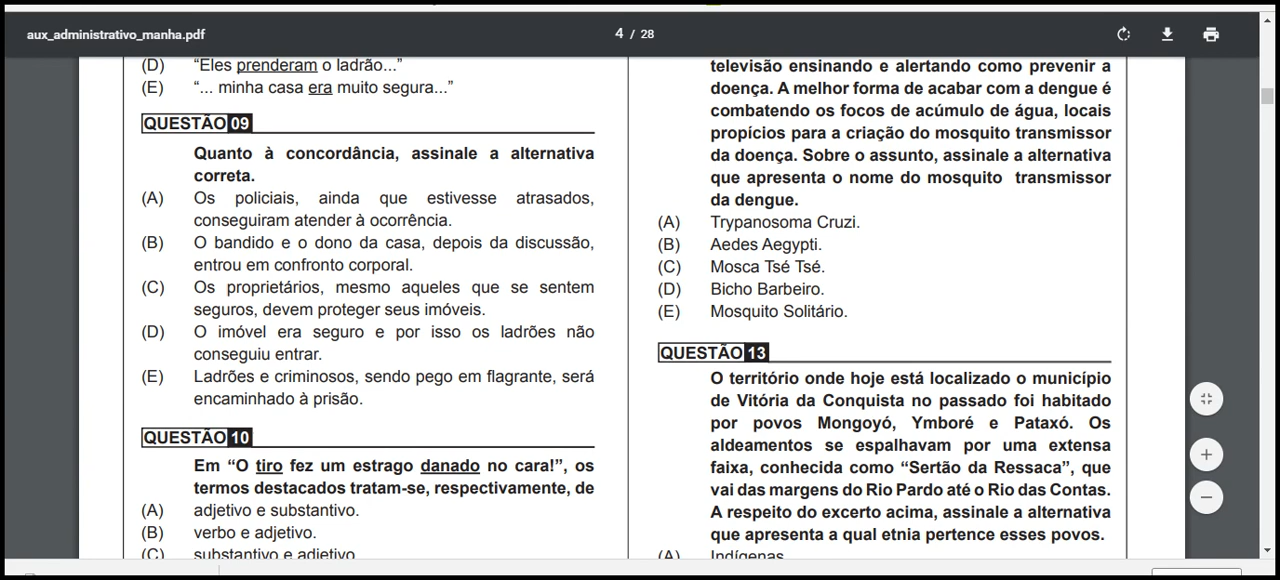 aux_administrativo_manha.pdf
4 / 28
(D) “Eles prenderam o ladrão...”
(E) “... minha casa era muito segura...”
QUESTÃO 09
Quanto à concordância, assinale a alternativa
correta.
(A) Os policiais, ainda que estivesse atrasados,
conseguiram atender à ocorrência.
(B) O bandido e o dono da casa, depois da discussão,
entrou em confronto corporal.
(C) Os proprietários, mesmo aqueles que se sentem
seguros, devem proteger seus imóveis.
(D) O imóvel era seguro e por isso os ladrões não
conseguiu entrar.
(E) Ladrões e criminosos, sendo pego em flagrante, será
encaminhado à prisão.
QUESTÃO 10
Em “O tiro fez um estrago danado no cara!”, os
termos destacados tratam-se, respectivamente, de
(A) adjetivo e substantivo.
(B) verbo e adjetivo.
(C) substantivo e adjetivo
televisão ensinando e alertando como prevenir a
doença. A melhor forma de acabar com a dengue é
combatendo os focos de acúmulo de água, locais
propícios para a criação do mosquito transmissor
da doença. Sobre o assunto, assinale a alternativa
que apresenta o nome do mosquito transmissor
da dengue.
(A) Trypanosoma Cruzi.
(B) Aedes Aegypti.
(C) Mosca Tsé Tsé.
(D) Bicho Barbeiro.
(E) Mosquito Solitário.
QUESTÃO 13
O território onde hoje está localizado o município
de Vitória da Conquista no passado foi habitado
por povos Mongoyó, Ymboré e Pataxó. Os
aldeamentos se espalhavam por uma extensa
faixa, conhecida como “Sertão da Ressaca”, que
vai das margens do Rio Pardo até o Rio das Contas.
A respeito do excerto acima, assinale a alternativa
que apresenta a qual etnia pertence esses povos.
(A) Indígenas